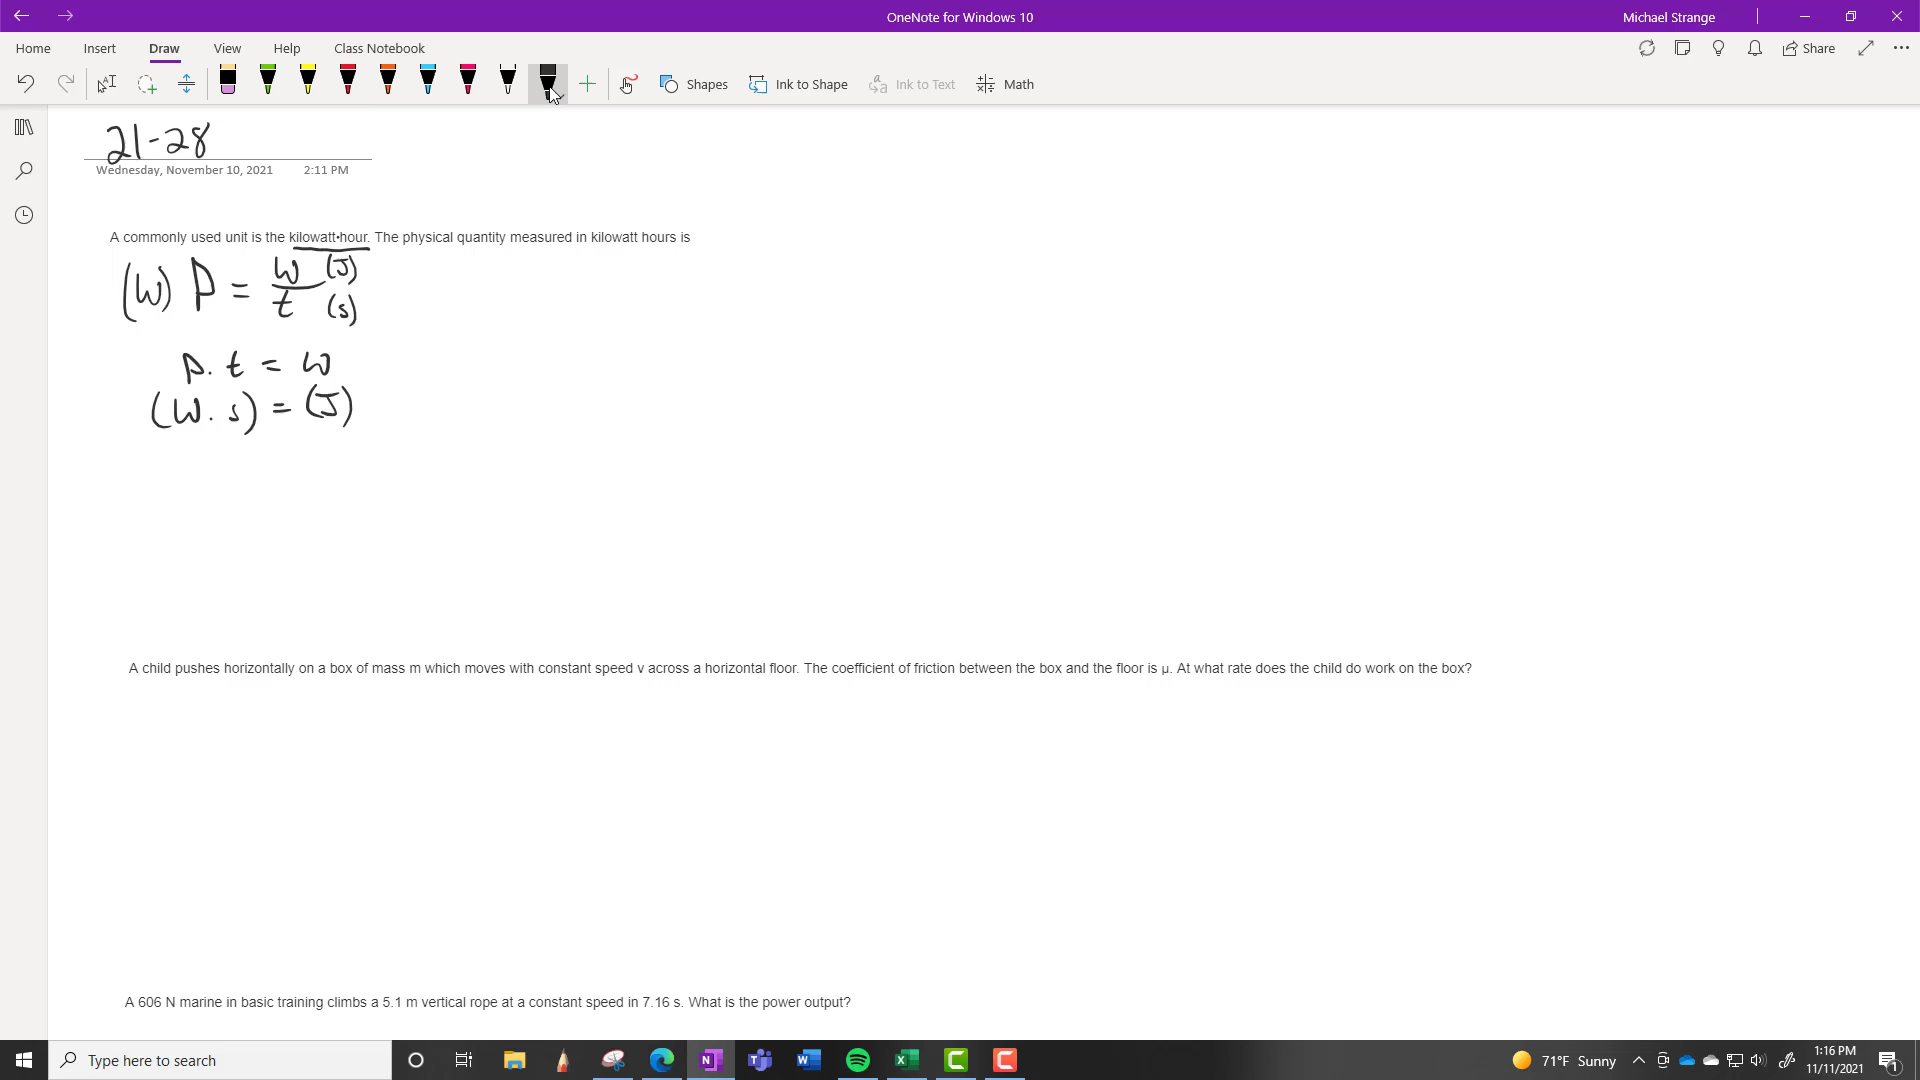 OneNote for Windows 10
Michael Strange
Home Insert Draw View Help Class Notebook
Share
Shapes Ink to Shape Ink to Text Math
21-28
Wednesday, November 10, 2021 2:11 PM
A commonly used unit is the kilowatt•hour. The physical quantity measured in kilowatt hours is
(W) P = W (J)
t (s)
P. t = W
(W. s) = (J)
A child pushes horizontally on a box of mass m which moves with constant speed v across a horizontal floor. The coefficient of friction between the box and the floor is μ. At what rate does the child do work on the box?
A 606 N marine in basic training climbs a 5.1 m vertical rope at a constant speed in 7.16 s. What is the power output?
Type here to search
71°F Sunny
1:16 PM
11/11/2021
1